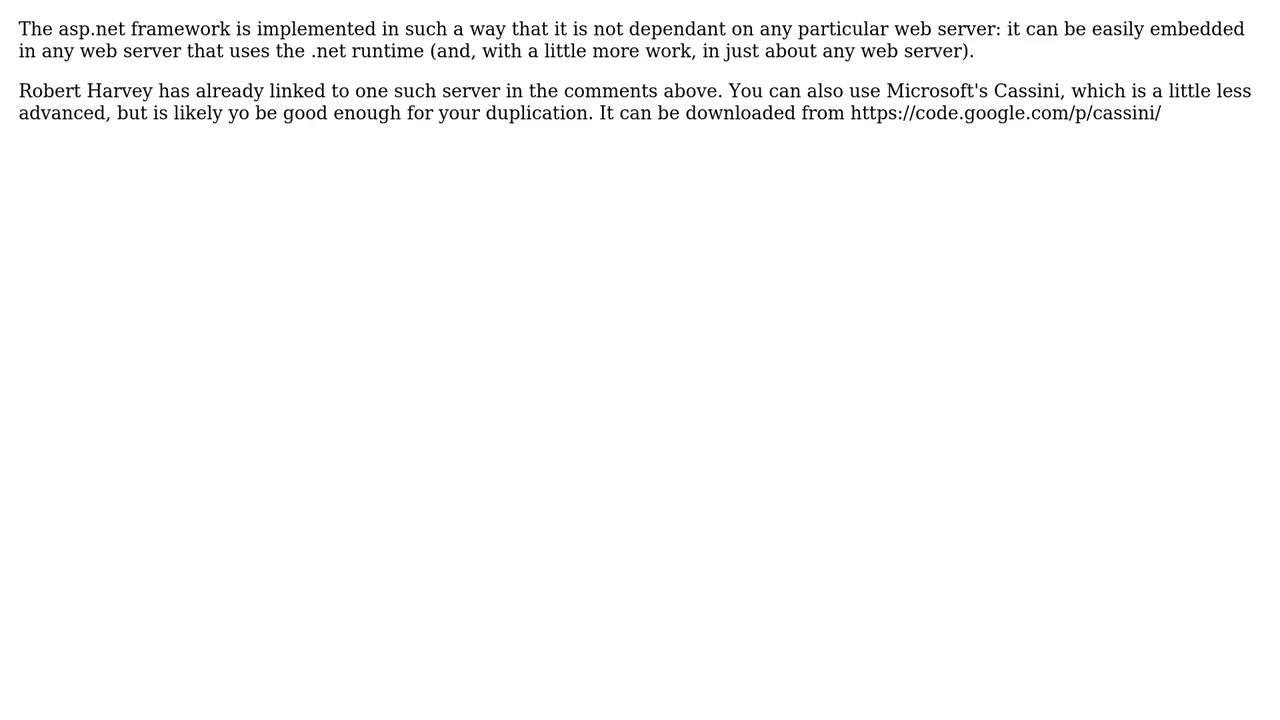 The asp.net framework is implemented in such a way that it is not dependant on any particular web server: it can be easily embedded
in any web server that uses the .net runtime (and, with a little more work, in just about any web server).
Robert Harvey has already linked to one such server in the comments above. You can also use Microsoft's Cassini, which is a little less
advanced, but is likely yo be good enough for your duplication. It can be downloaded from https://code.google.com/p/cassini/